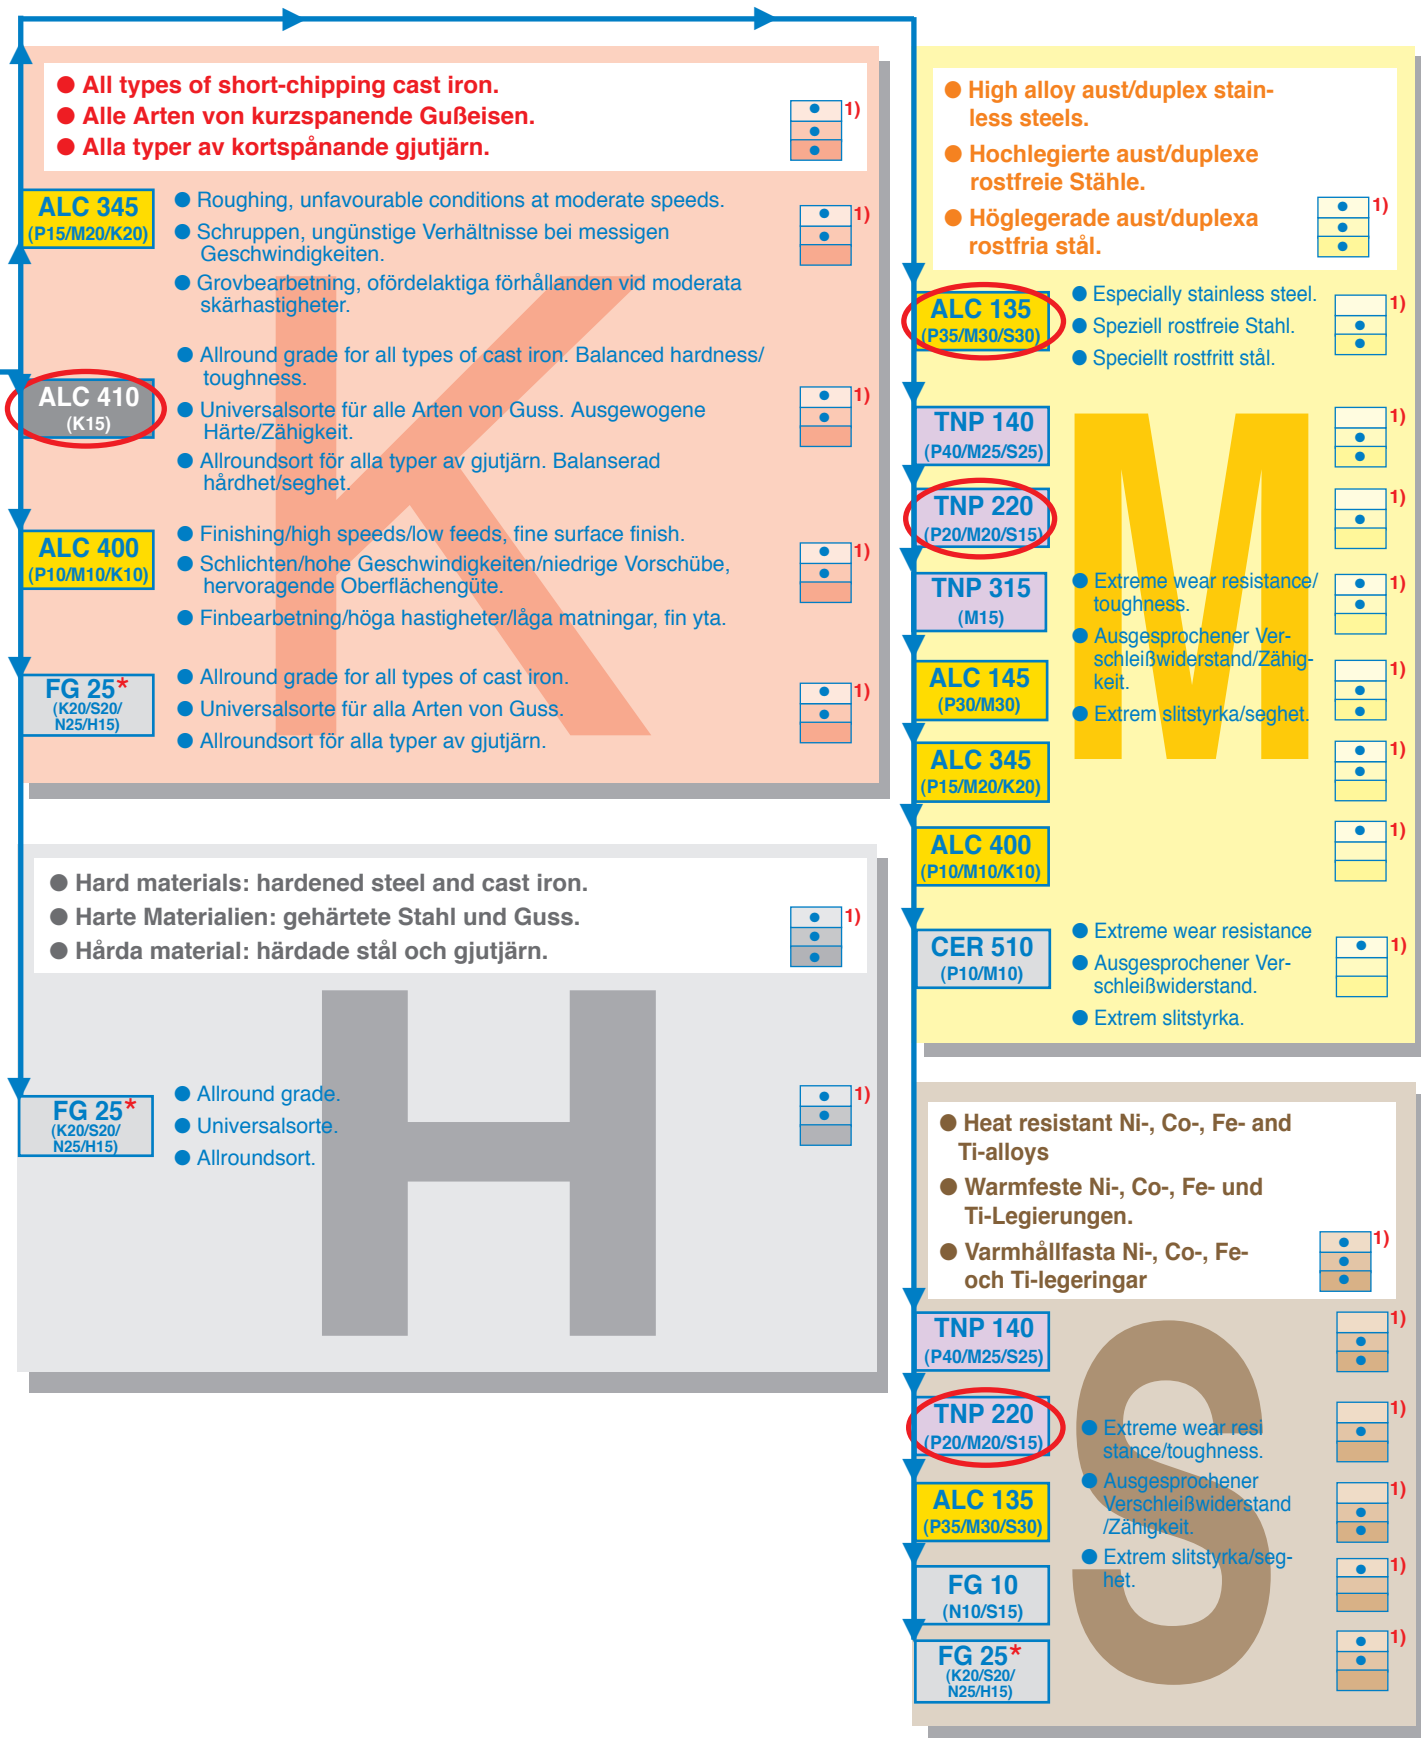 ● All types of short-chipping cast iron.
● Alle Arten von kurzspanende Gußeisen.
● Alla typer av kortspånande gjutjärn.
1)
ALC 345
(P15/M20/K20)
● Roughing, unfavourable conditions at moderate speeds.
● Schruppen, ungünstige Verhältnisse bei messigen
Geschwindigkeiten.
● Grovbearbetning, ofördelaktiga förhållanden vid moderata
skärhastigheter.
1)
K
ALC 410
(K15)
● Allround grade for all types of cast iron. Balanced hardness/
toughness.
● Universalsorte für alle Arten von Guss. Ausgewogene
Härte/Zähigkeit.
● Allroundsort för alla typer av gjutjärn. Balanserad
hårdhet/seghet.
1)
ALC 400
(P10/M10/K10)
● Finishing/high speeds/low feeds, fine surface finish.
● Schlichten/hohe Geschwindigkeiten/niedrige Vorschübe,
hervoragende Oberflächengüte.
● Finbearbetning/höga hastigheter/låga matningar, fin yta.
1)
FG 25*
(K20/S20/
N25/H15)
● Allround grade for all types of cast iron.
● Universalsorte für alla Arten von Guss.
● Allroundsort för alla typer av gjutjärn.
1)
● Hard materials: hardened steel and cast iron.
● Harte Materialien: gehärtete Stahl und Guss.
● Hårda material: härdade stål och gjutjärn.
1)
H
FG 25*
(K20/S20/
N25/H15)
● Allround grade.
● Universalsorte.
● Allroundsort.
1)
● High alloy aust/duplex stain-
less steels.
● Hochlegierte aust/duplexe
rostfreie Stähle.
● Höglegerade aust/duplexa
rostfria stål.
1)
ALC 135
(P35/M30/S30)
● Especially stainless steel.
● Speziell rostfreie Stahl.
● Speciellt rostfritt stål.
1)
M
TNP 140
(P40/M25/S25)
1)
TNP 220
(P20/M20/S15)
1)
TNP 315
(M15)
● Extreme wear resistance/
toughness.
● Ausgesprochener Ver-
schleißwiderstand/Zähig-
keit.
● Extrem slitstyrka/seghet.
1)
ALC 145
(P30/M30)
1)
ALC 345
(P15/M20/K20)
1)
ALC 400
(P10/M10/K10)
1)
CER 510
(P10/M10)
● Extreme wear resistance
● Ausgesprochener Ver-
schleißwiderstand.
● Extrem slitstyrka.
1)
● Heat resistant Ni-, Co-, Fe- and
Ti-alloys
● Warmfeste Ni-, Co-, Fe- und
Ti-Legierungen.
● Varmhållfasta Ni-, Co-, Fe-
och Ti-legeringar
1)
S
TNP 140
(P40/M25/S25)
1)
TNP 220
(P20/M20/S15)
● Extreme wear resi
stance/toughness.
● Ausgesprochener
Verschleißwiderstand
/Zähigkeit.
● Extrem slitstyrka/seg-
het.
1)
ALC 135
(P35/M30/S30)
1)
FG 10
(N10/S15)
1)
FG 25*
(K20/S20/
N25/H15)
1)